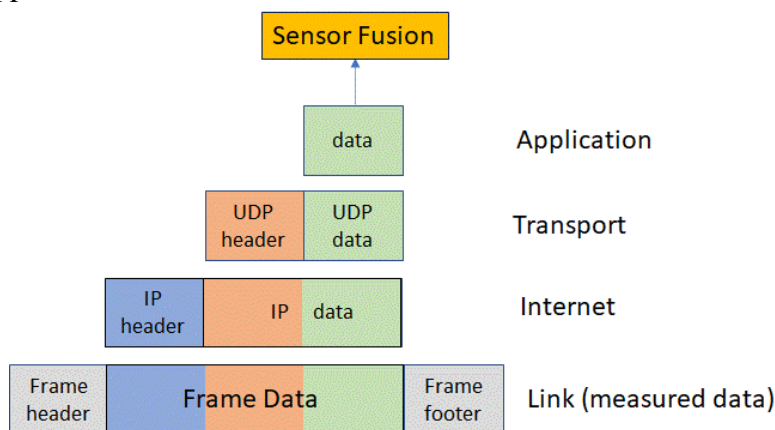 Sensor Fusion
data
Application
UDP
header
UDP
data
Transport
IP
header
IP data
Internet
Frame
header
Frame Data
Frame
footer
Link (measured data)